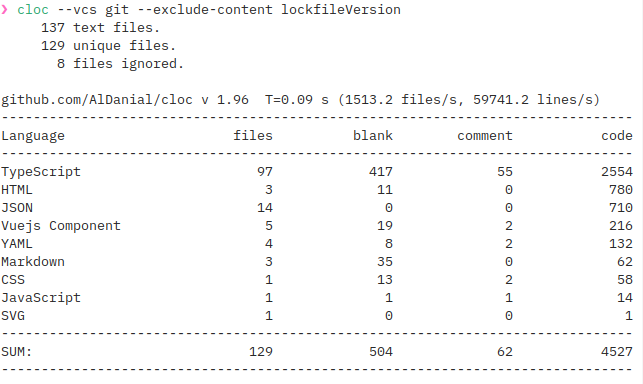 ❯ cloc --vcs git --exclude-content lockfileVersion
     137 text files.
     129 unique files.
       8 files ignored.

github.com/AlDanial/cloc v 1.96  T=0.09 s (1513.2 files/s, 59741.2 lines/s)
-------------------------------------------------------------------------------
Language                     files          blank        comment           code
-------------------------------------------------------------------------------
TypeScript                      97            417             55           2554
HTML                             3             11              0            780
JSON                            14              0              0            710
Vuejs Component                  5             19              2            216
YAML                             4              8              2            132
Markdown                         3             35              0             62
CSS                              1             13              2             58
JavaScript                       1              1              1             14
SVG                              1              0              0              1
-------------------------------------------------------------------------------
SUM:                           129            504             62           4527
-------------------------------------------------------------------------------